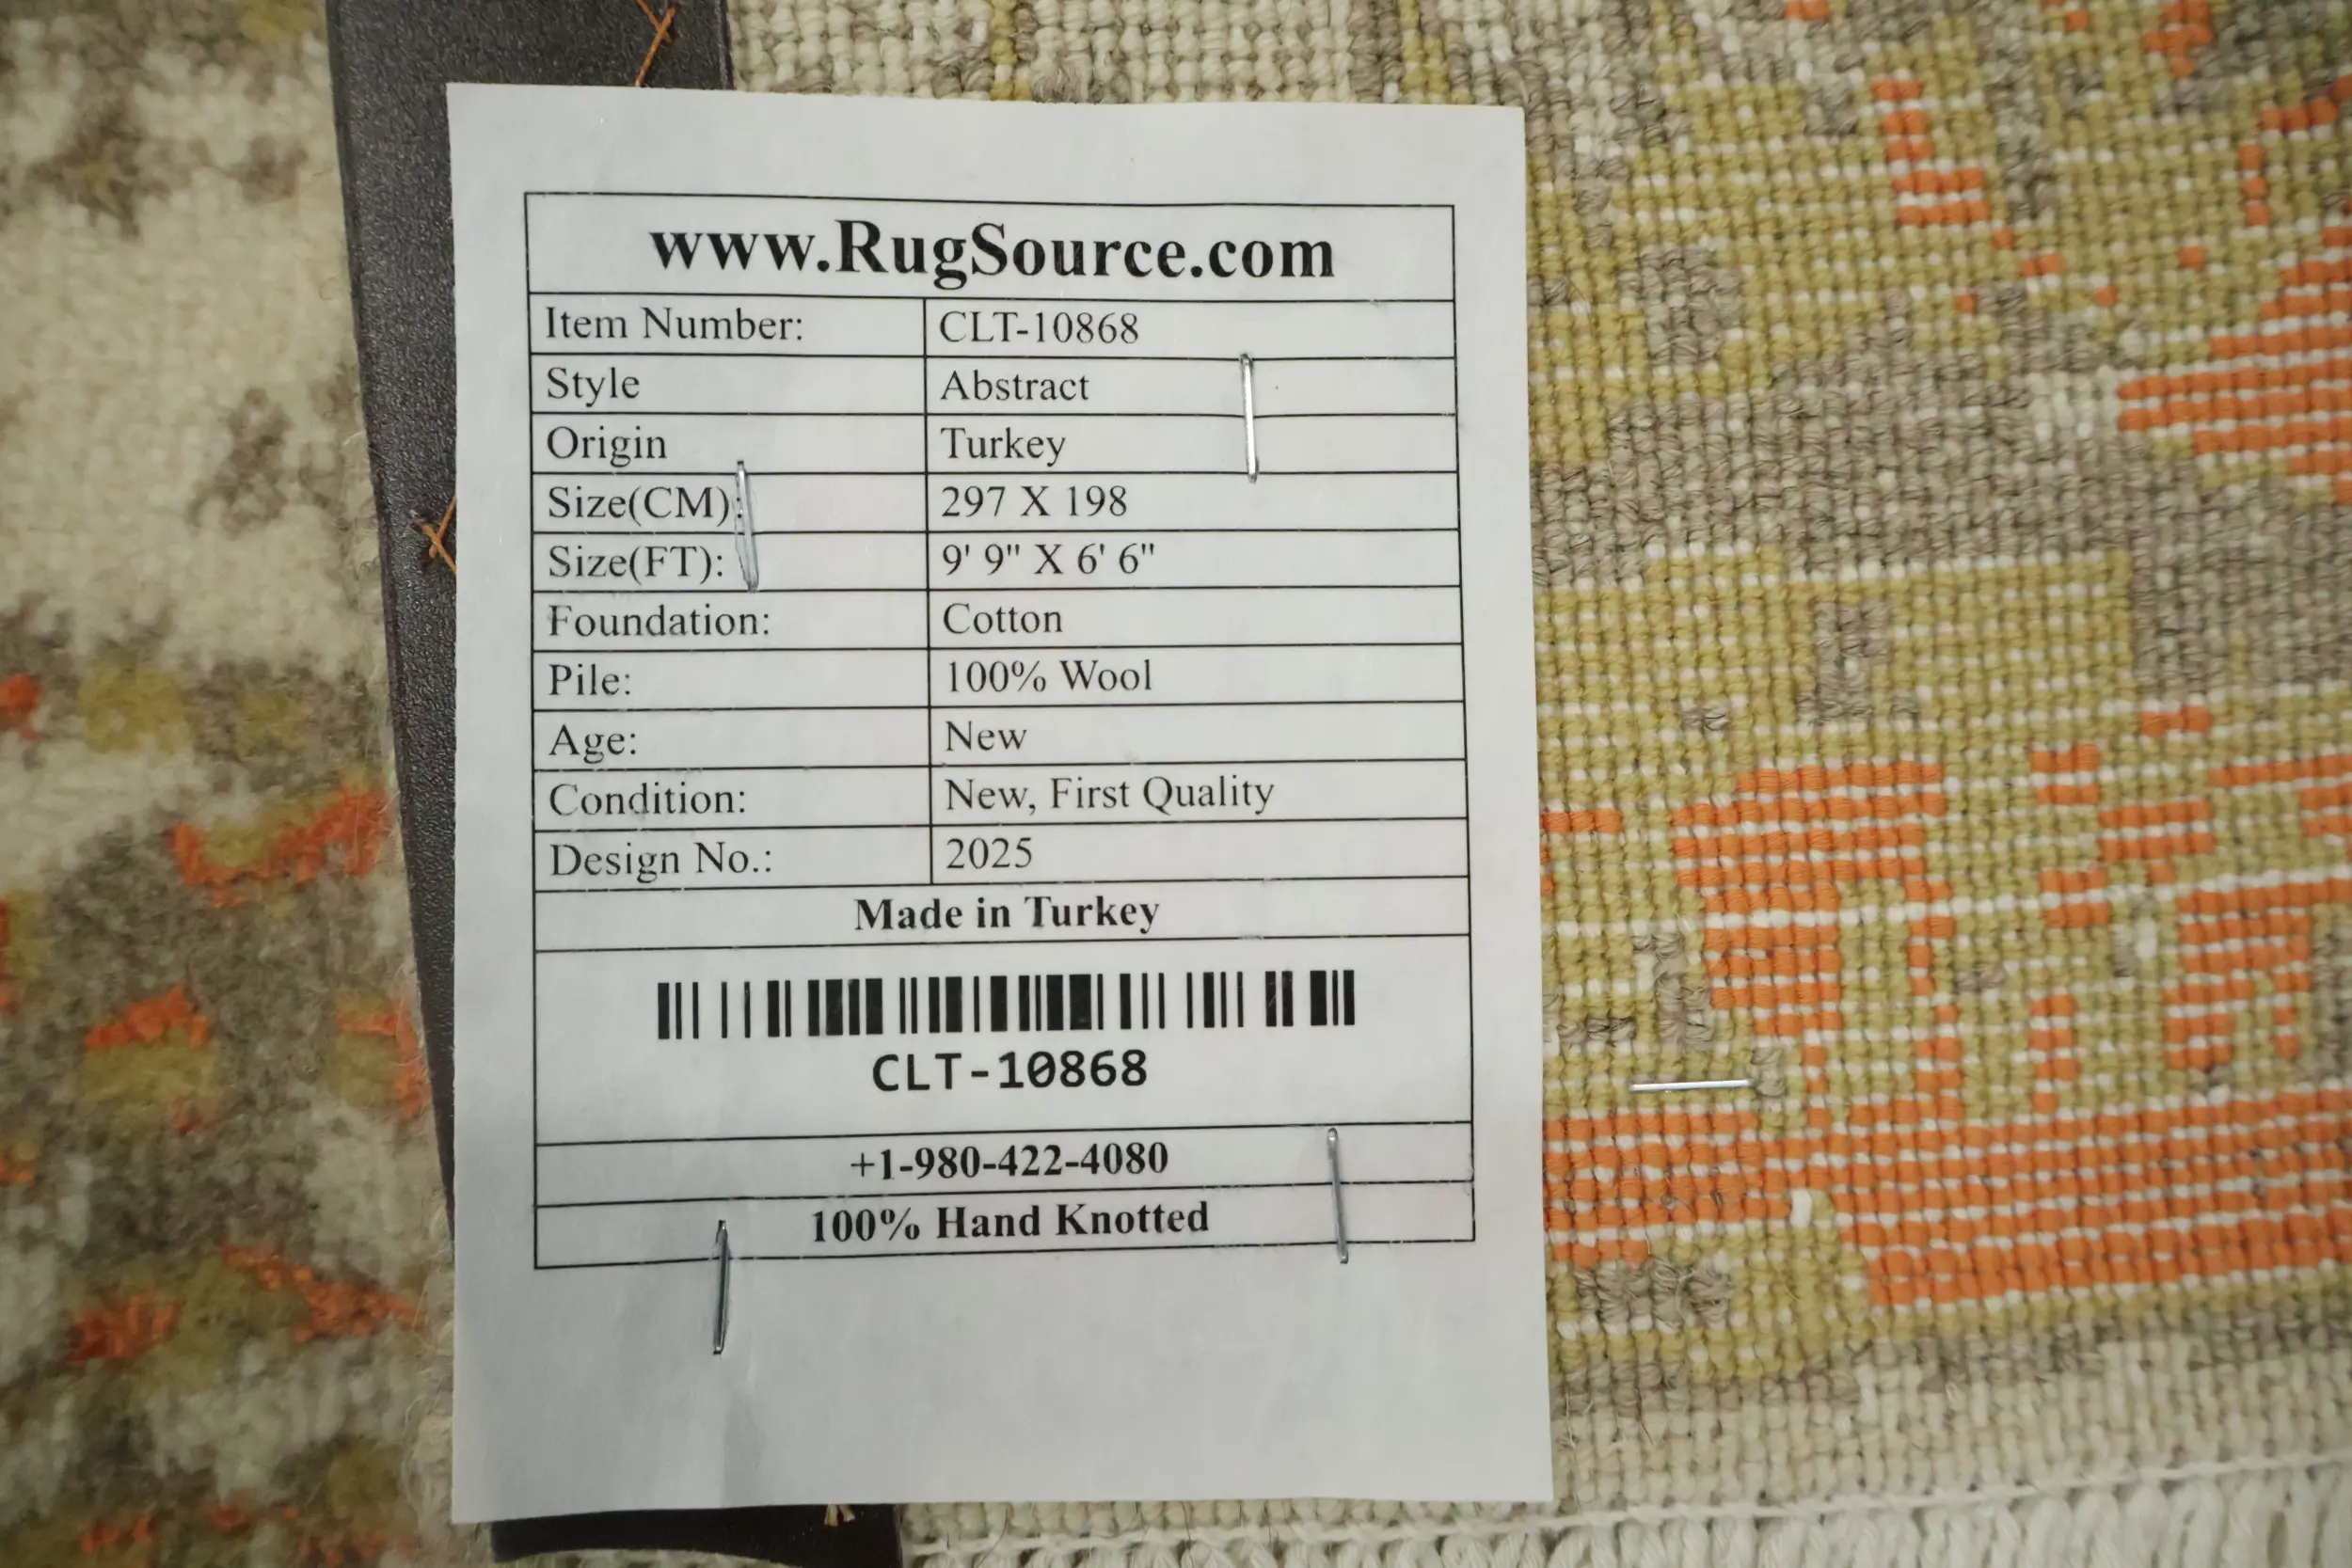 www.RugSource.com
Item Number: CLT-10868
Style Abstract
Origin Turkey
Size(CM): 297 X 198
Size(FT): 9' 9" X 6' 6"
Foundation: Cotton
Pile: 100% Wool
Age: New
Condition: New, First Quality
Design No.: 2025
Made in Turkey
CLT-10868
+1-980-422-4080
100% Hand Knotted